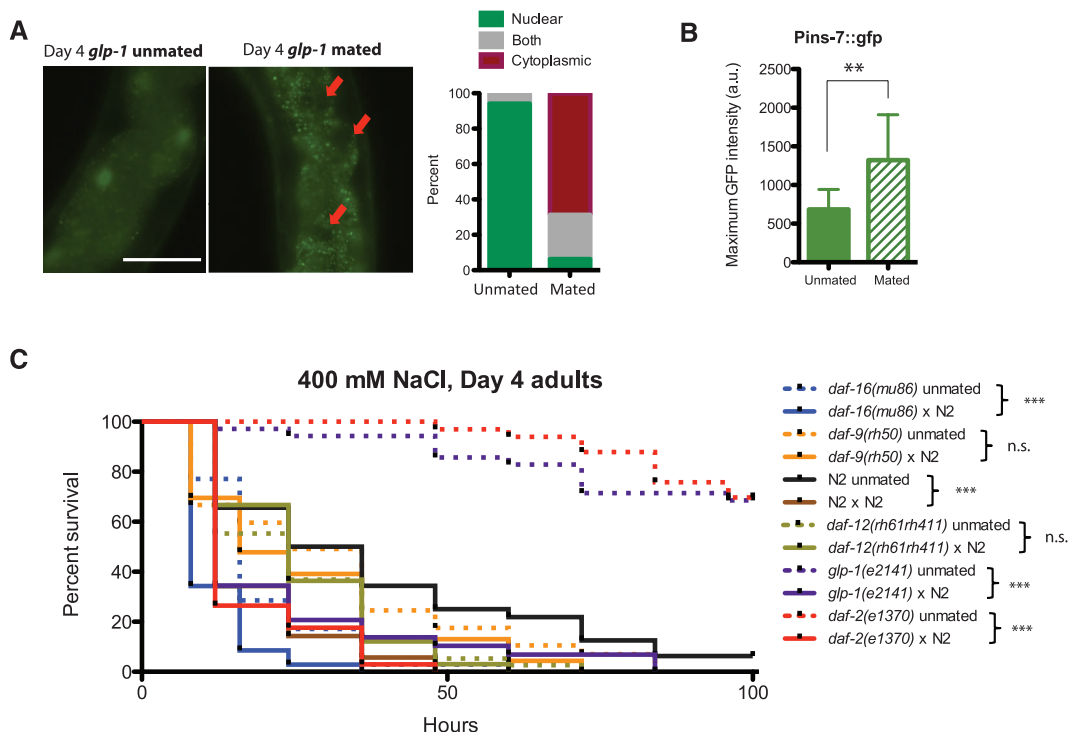 A
Day 4 glp-1 unmated
Day 4 glp-1 mated
Nuclear
Both
Cytoplasmic
Percent
100
80
60
40
20
0
Unmated
Mated
B
Pins-7::gfp
Maximum GFP intensity (a.u.)
2500
2000
1500
1000
500
0
**
Unmated
Mated
C
400 mM NaCl, Day 4 adults
Percent survival
100
80
60
40
20
0
0
50
100
Hours
daf-16(mu86) unmated
daf-16(mu86) x N2
***
daf-9(rh50) unmated
daf-9(rh50) x N2
n.s.
N2 unmated
N2 x N2
***
daf-12(rh61rh411) unmated
daf-12(rh61rh411) x N2
n.s.
glp-1(e2141) unmated
glp-1(e2141) x N2
***
daf-2(e1370) unmated
daf-2(e1370) x N2
***